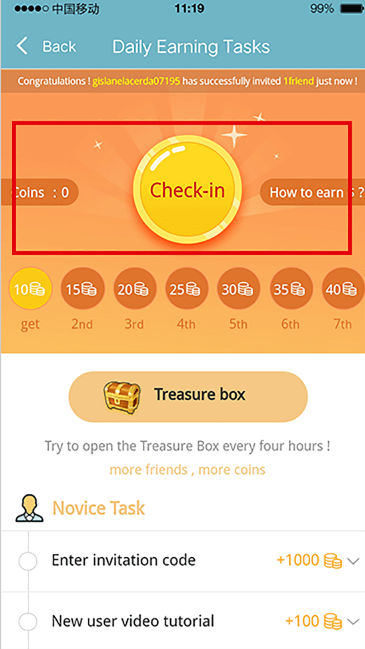 中国移动 11:19 99%
Back Daily Earning Tasks
Congratulations ! gislanelacerda07195 has successfully invited 1friend just now !
Coins : 0 Check-in How to earn $ ?
10 15 20 25 30 35 40
get 2nd 3rd 4th 5th 6th 7th
Treasure box
Try to open the Treasure Box every four hours !
more friends , more coins
Novice Task
Enter invitation code +1000
New user video tutorial +100